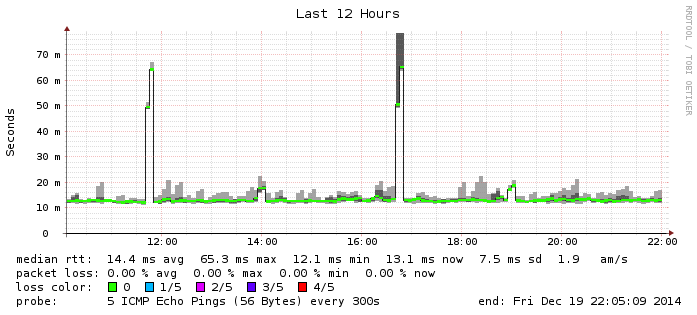 Last 12 Hours
RRDTOOL / TOBI OETIKER
Seconds
70 m
60 m
50 m
40 m
30 m
20 m
10 m
0
12:00 14:00 16:00 18:00 20:00 22:00
median rtt: 14.4 ms avg 65.3 ms max 12.1 ms min 13.1 ms now 7.5 ms sd 1.9 am/s
packet loss: 0.00 % avg 0.00 % max 0.00 % min 0.00 % now
loss color: 0 1/5 2/5 3/5 4/5
probe: 5 ICMP Echo Pings (56 Bytes) every 300s end: Fri Dec 19 22:05:09 2014